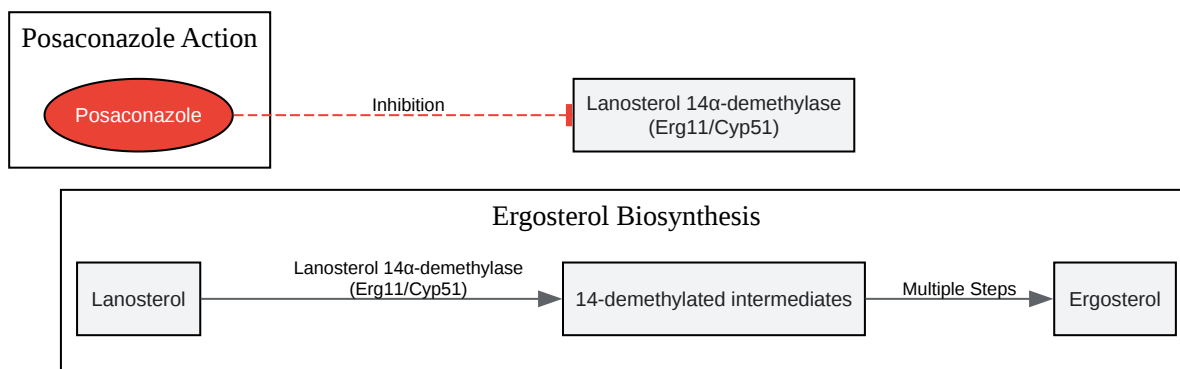 Posaconazole Action
Posaconazole
Inhibition
Lanosterol 14α-demethylase
(Erg11/Cyp51)
Ergosterol Biosynthesis
Lanosterol
Lanosterol 14α-demethylase
(Erg11/Cyp51)
14-demethylated intermediates
Multiple Steps
Ergosterol